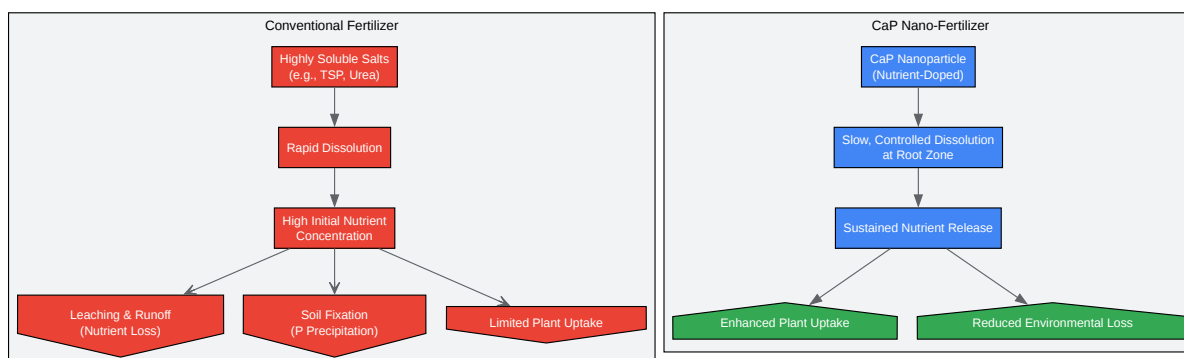 Conventional Fertilizer
Highly Soluble Salts
(e.g., TSP, Urea)
Rapid Dissolution
High Initial Nutrient
Concentration
Leaching & Runoff
(Nutrient Loss)
Soil Fixation
(P Precipitation)
Limited Plant Uptake
CaP Nano-Fertilizer
CaP Nanoparticle
(Nutrient-Doped)
Slow, Controlled Dissolution
at Root Zone
Sustained Nutrient Release
Enhanced Plant Uptake
Reduced Environmental Loss